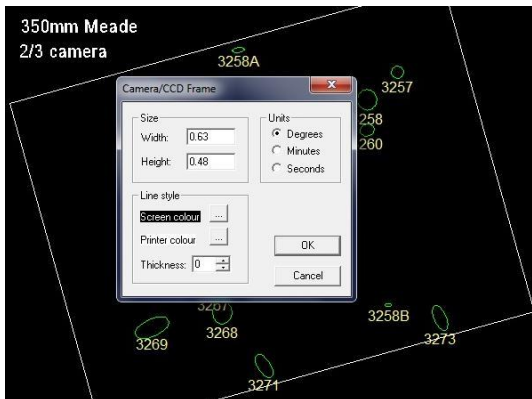 350mm Meade
2/3 camera
3258A
3257
258
260
Camera/CCD Frame
Size
Width: 0.63
Height: 0.48
Units
Degrees
Minutes
Seconds
Line style
Screen colour ...
Printer colour ...
Thickness: 0
OK
Cancel
3267
3268
3269
3271
3258B
3273